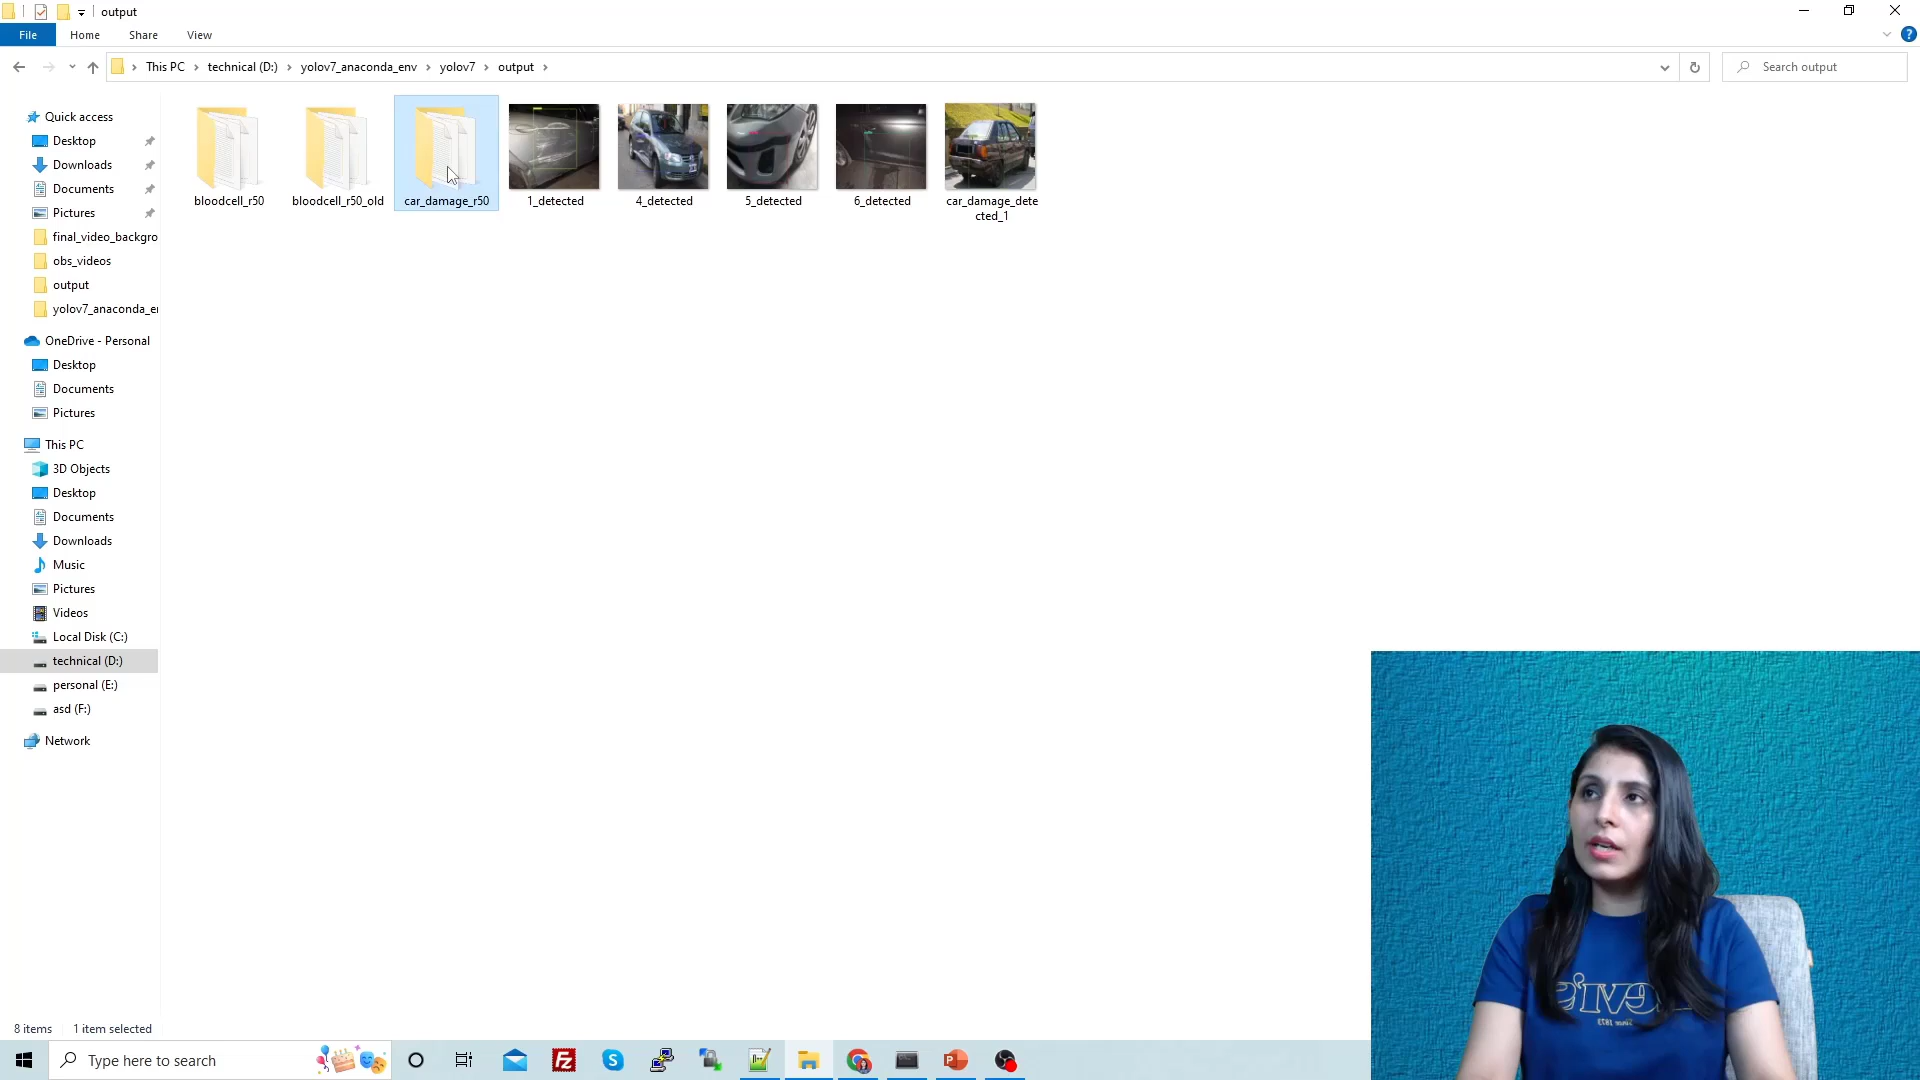 output
File
Home
Share
View
This PC
technical (D:)
yolov7_anaconda_env
yolov7
output
Search output
Quick access
Desktop
Downloads
Documents
Pictures
final_video_backgro
obs_videos
output
yolov7_anaconda_er
OneDrive - Personal
Desktop
Documents
Pictures
This PC
3D Objects
Desktop
Documents
Downloads
Music
Pictures
Videos
Local Disk (C:)
technical (D:)
personal (E:)
asd (F:)
Network
bloodcell_r50
bloodcell_r50_old
car_damage_r50
1_detected
4_detected
5_detected
6_detected
car_damage_dete
cted_1
8 items
1 item selected
Type here to search